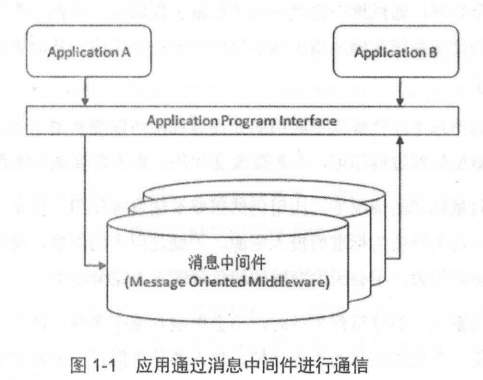 Application A
Application B
Application Program Interface
消息中间件
(Message Oriented Middleware)
图 1-1 应用通过消息中间件进行通信